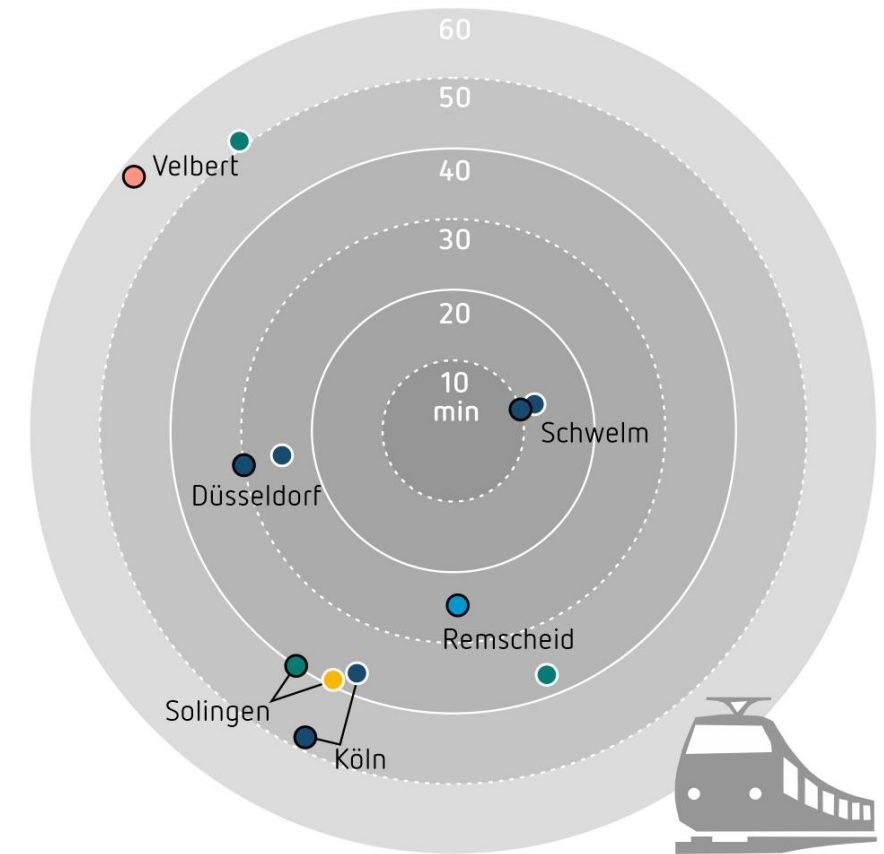 60
50
Velbert
40
30
20
10
min
Schwelm
Düsseldorf
Remscheid
Solingen
Köln